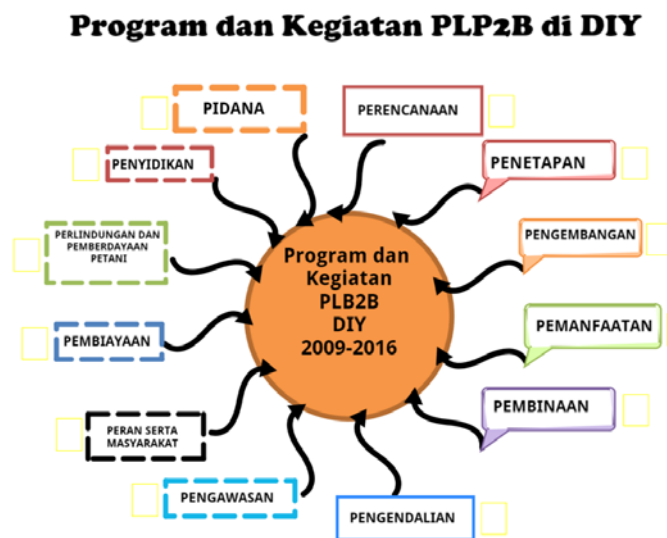 Program dan Kegiatan PLP2B di DIY
PIDANA
PERENCANAAN
PENYIDIKAN
PENETAPAN
PERLINDUNGAN DAN
PEMBERDAYAAN
PETANI
PENGEMBANGAN
Program dan
Kegiatan
PLB2B
DIY
2009-2016
PEMBIAYAAN
PEMANFAATAN
PERAN SERTA
MASYARAKAT
PEMBINAAN
PENGAWASAN
PENGENDALIAN